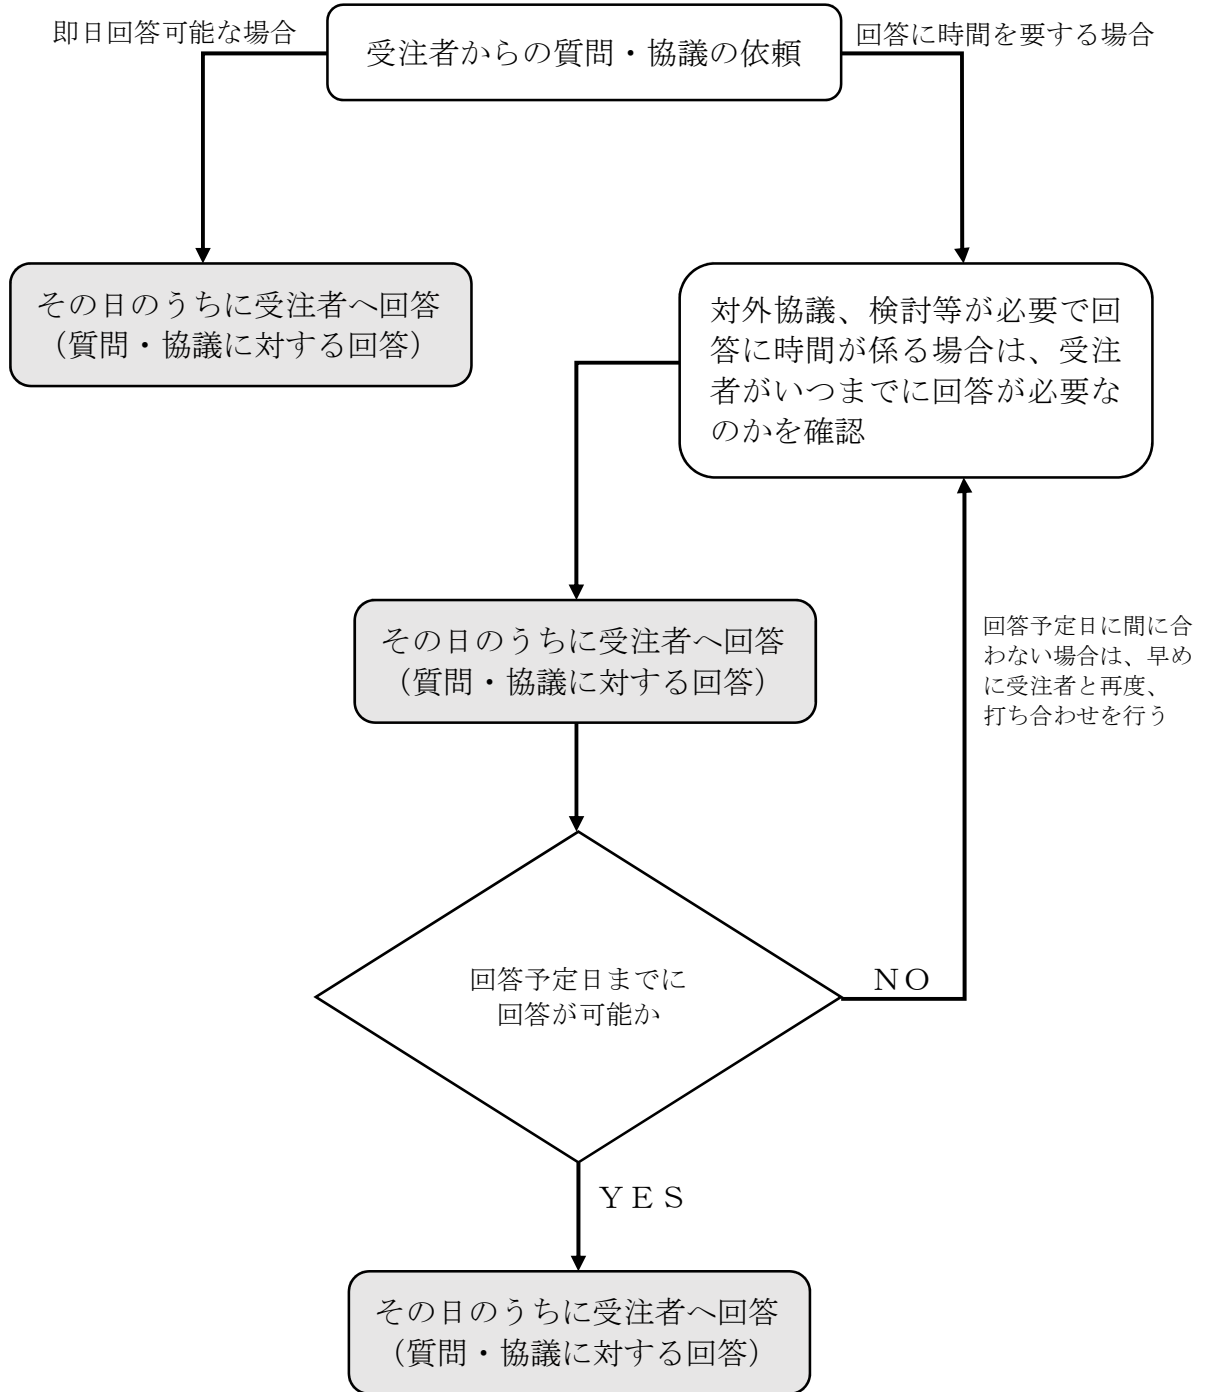 即日回答可能な場合
受注者からの質問・協議の依頼
回答に時間を要する場合
その日のうちに受注者へ回答
（質問・協議に対する回答）
対外協議、検討等が必要で回
答に時間が係る場合は、受注
者がいつまでに回答が必要な
のかを確認
その日のうちに受注者へ回答
（質問・協議に対する回答）
回答予定日に間に合
わない場合は、早め
に受注者と再度、
打ち合わせを行う
回答予定日までに
回答が可能か
ＮＯ
ＹＥＳ
その日のうちに受注者へ回答
（質問・協議に対する回答）